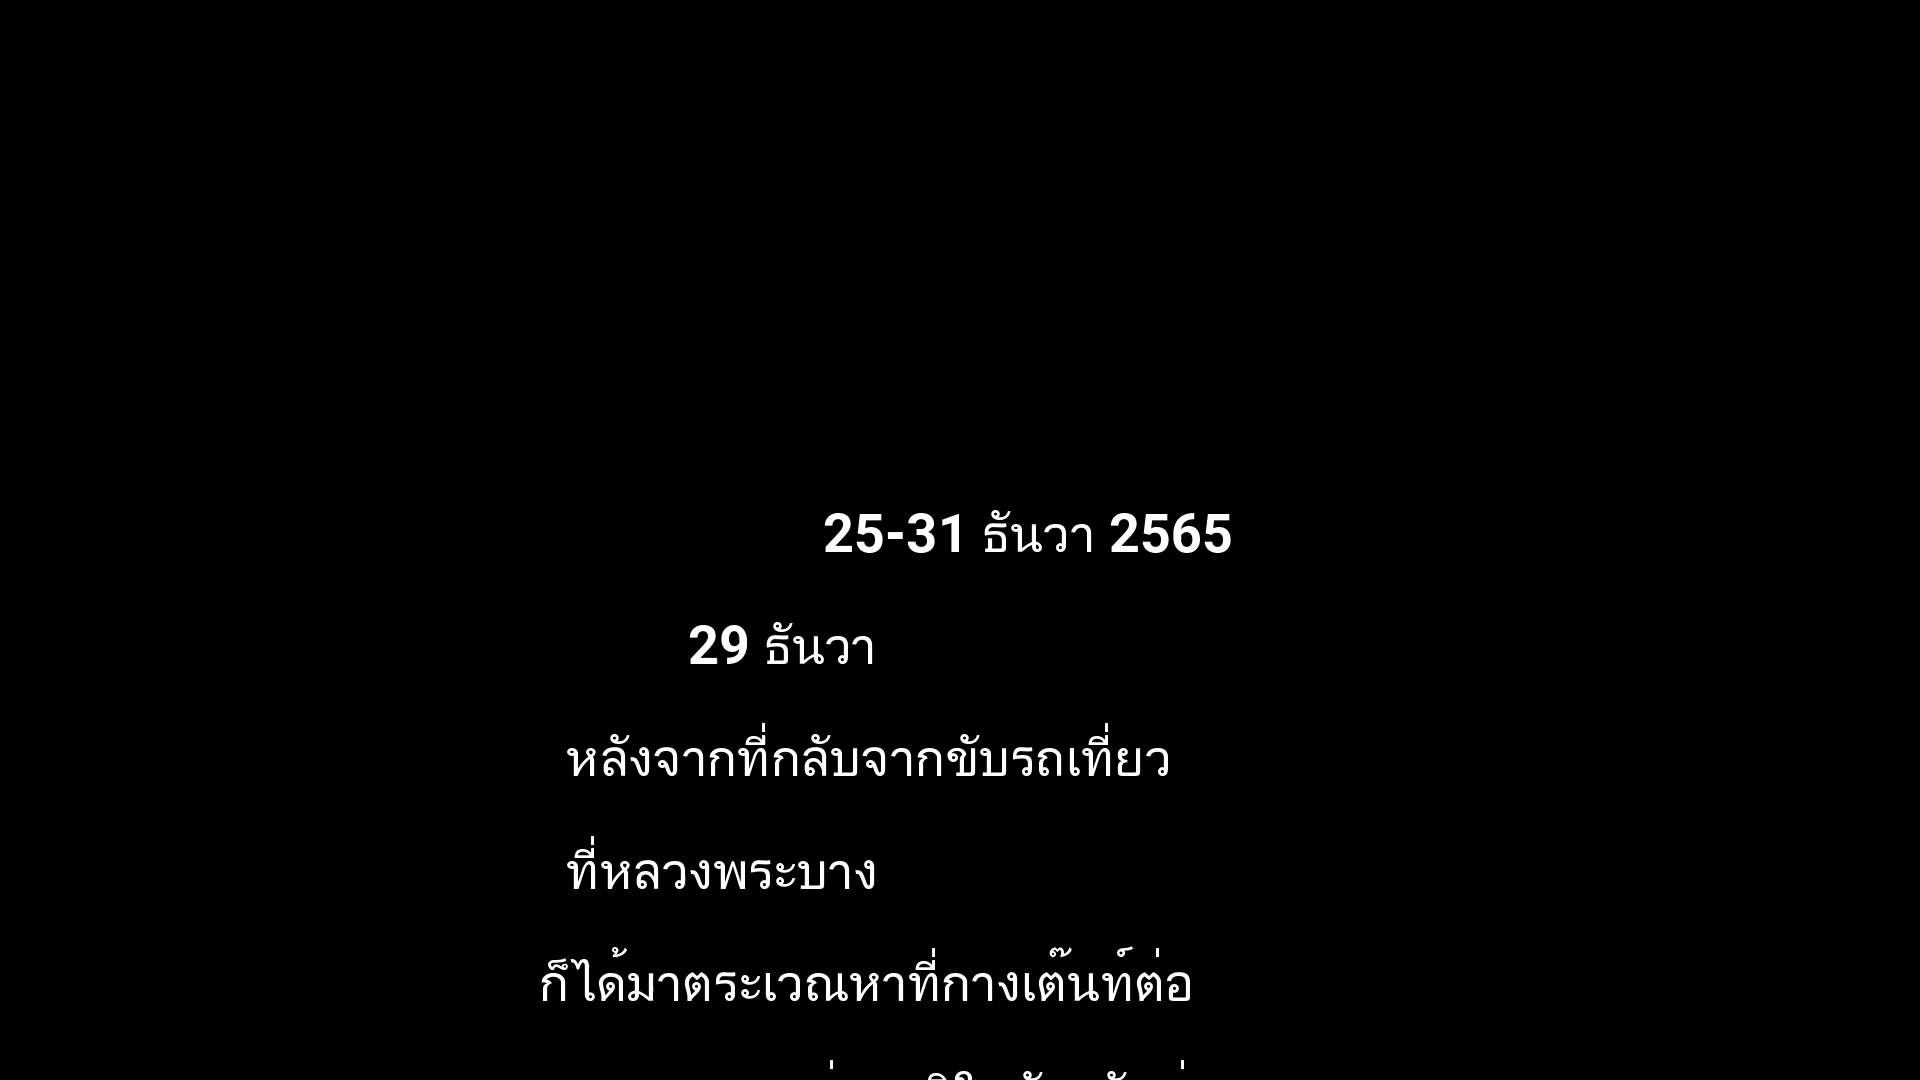 25-31 ธันวา 2565
29 ธันวา
หลังจากที่กลับจากขับรถเที่ยว
ที่หลวงพระบาง
ก็ได้มาตระเวณหาที่กางเต๊นท์ต่อ